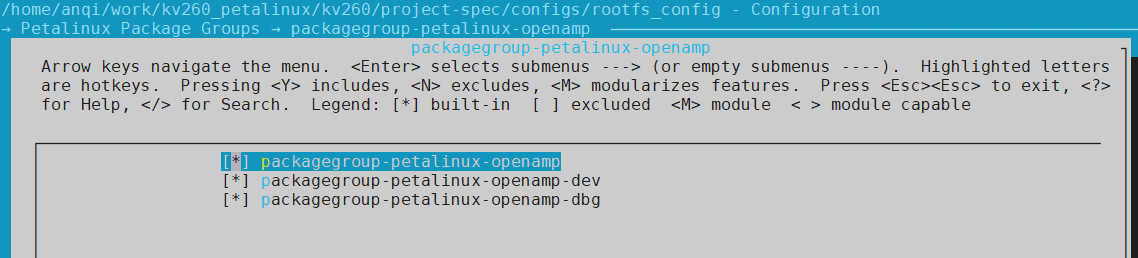 /home/anqi/work/kv260_petalinux/kv260/project-spec/configs/rootfs_config - Configuration
→ Petalinux Package Groups → packagegroup-petalinux-openamp
packagegroup-petalinux-openamp
Arrow keys navigate the menu.  <Enter> selects submenus ---> (or empty submenus ----).  Highlighted letters
are hotkeys.  Pressing <Y> includes, <N> excludes, <M> modularizes features.  Press <Esc><Esc> to exit, <?>
for Help, </> for Search.  Legend: [*] built-in  [ ] excluded  <M> module  < > module capable
[*] packagegroup-petalinux-openamp
[*] packagegroup-petalinux-openamp-dev
[*] packagegroup-petalinux-openamp-dbg